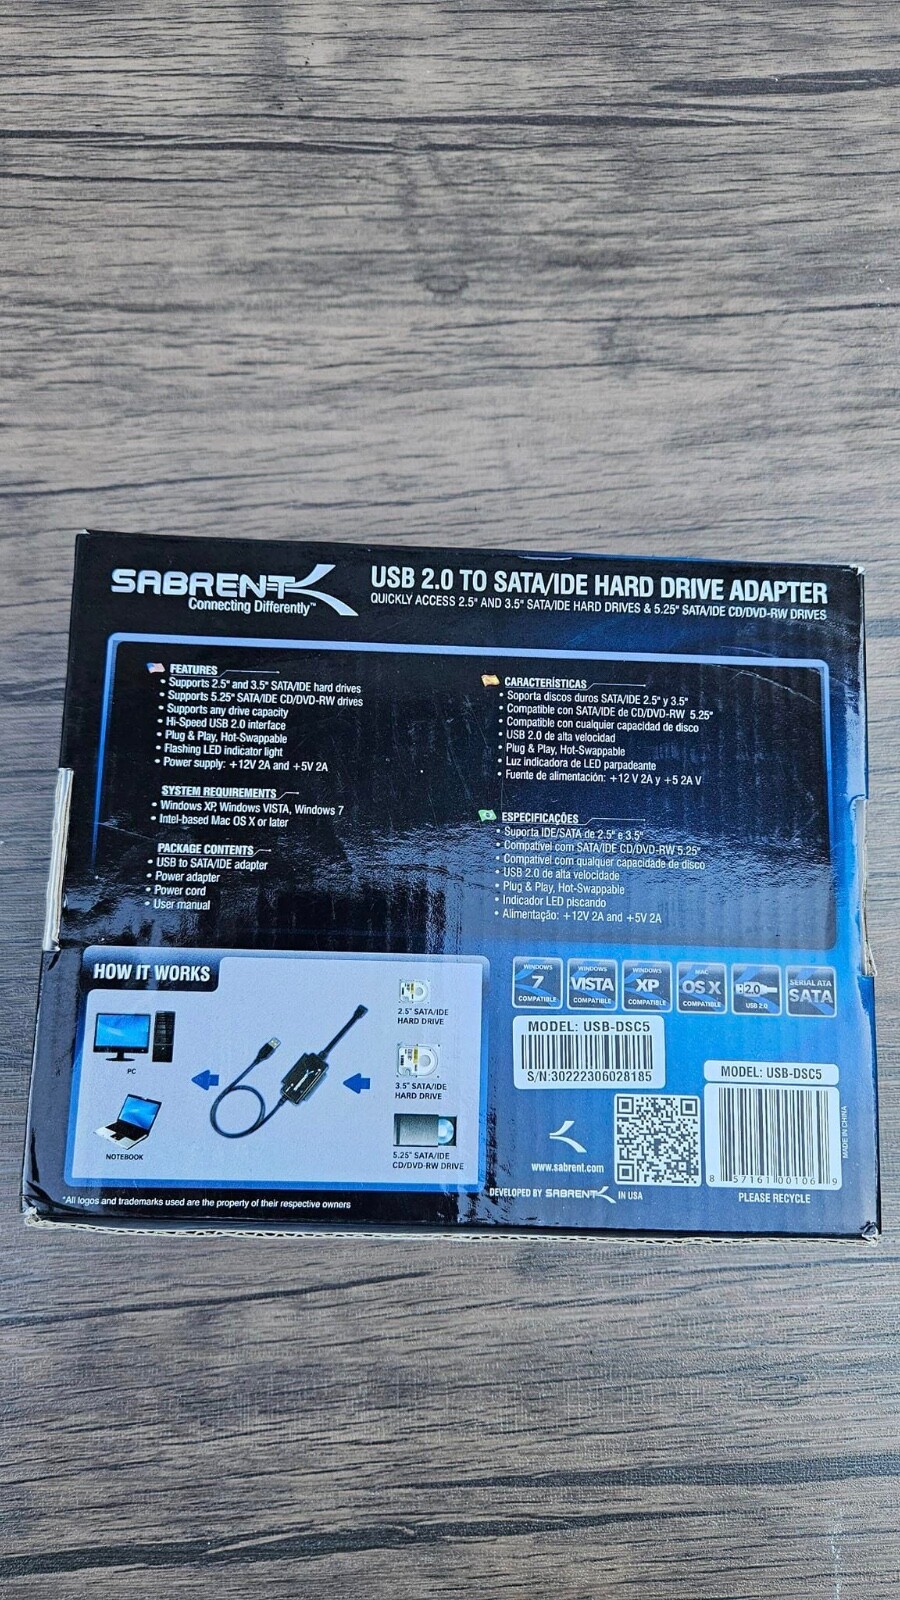 SABRENT
Connecting Differently™
USB 2.0 TO SATA/IDE HARD DRIVE ADAPTER
QUICKLY ACCESS 2.5" AND 3.5" SATA/IDE HARD DRIVES & 5.25" SATA/IDE CD/DVD-RW DRIVES
FEATURES
• Supports 2.5" and 3.5" SATA/IDE hard drives
• Supports 5.25" SATA/IDE CD/DVD-RW drives
• Supports any drive capacity
• Hi-Speed USB 2.0 interface
• Plug & Play, Hot-Swappable
• Flashing LED indicator light
• Power supply: +12V 2A and +5V 2A
SYSTEM REQUIREMENTS
• Windows XP, Windows VISTA, Windows 7
• Intel-based Mac OS X or later
PACKAGE CONTENTS
• USB to SATA/IDE adapter
• Power adapter
• Power cord
• User manual
CARACTERÍSTICAS
• Soporta discos duros SATA/IDE 2.5" y 3.5"
• Compatible con SATA/IDE de CD/DVD-RW 5.25"
• Compatible con cualquier capacidad de disco
• USB 2.0 de alta velocidad
• Plug & Play, Hot-Swappable
• Luz indicadora de LED parpadeante
• Fuente de alimentación: +12 V 2A y +5 2A V
ESPECIFICAÇÕES
• Suporta IDE/SATA de 2.5" e 3.5"
• Compatível com SATA/IDE CD/DVD-RW 5.25"
• Compatível com qualquer capacidade de disco
• USB 2.0 de alta velocidade
• Plug & Play, Hot-Swappable
• Indicador LED piscando
• Alimentação: +12V 2A and +5V 2A
HOW IT WORKS
PC
NOTEBOOK
2.5" SATA/IDE
HARD DRIVE
3.5" SATA/IDE
HARD DRIVE
5.25" SATA/IDE
CD/DVD-RW DRIVE
*All logos and trademarks used are the property of their respective owners
WINDOWS
7
COMPATIBLE
WINDOWS
VISTA
COMPATIBLE
WINDOWS
XP
COMPATIBLE
MAC
OS X
COMPATIBLE
2.0
USB 2.0
SERIAL ATA
SATA
MODEL: USB-DSC5
S/N:30222306028185
www.sabrent.com
DEVELOPED BY SABRENT IN USA
MODEL: USB-DSC5
8 57161 00106 9
MADE IN CHINA
PLEASE RECYCLE